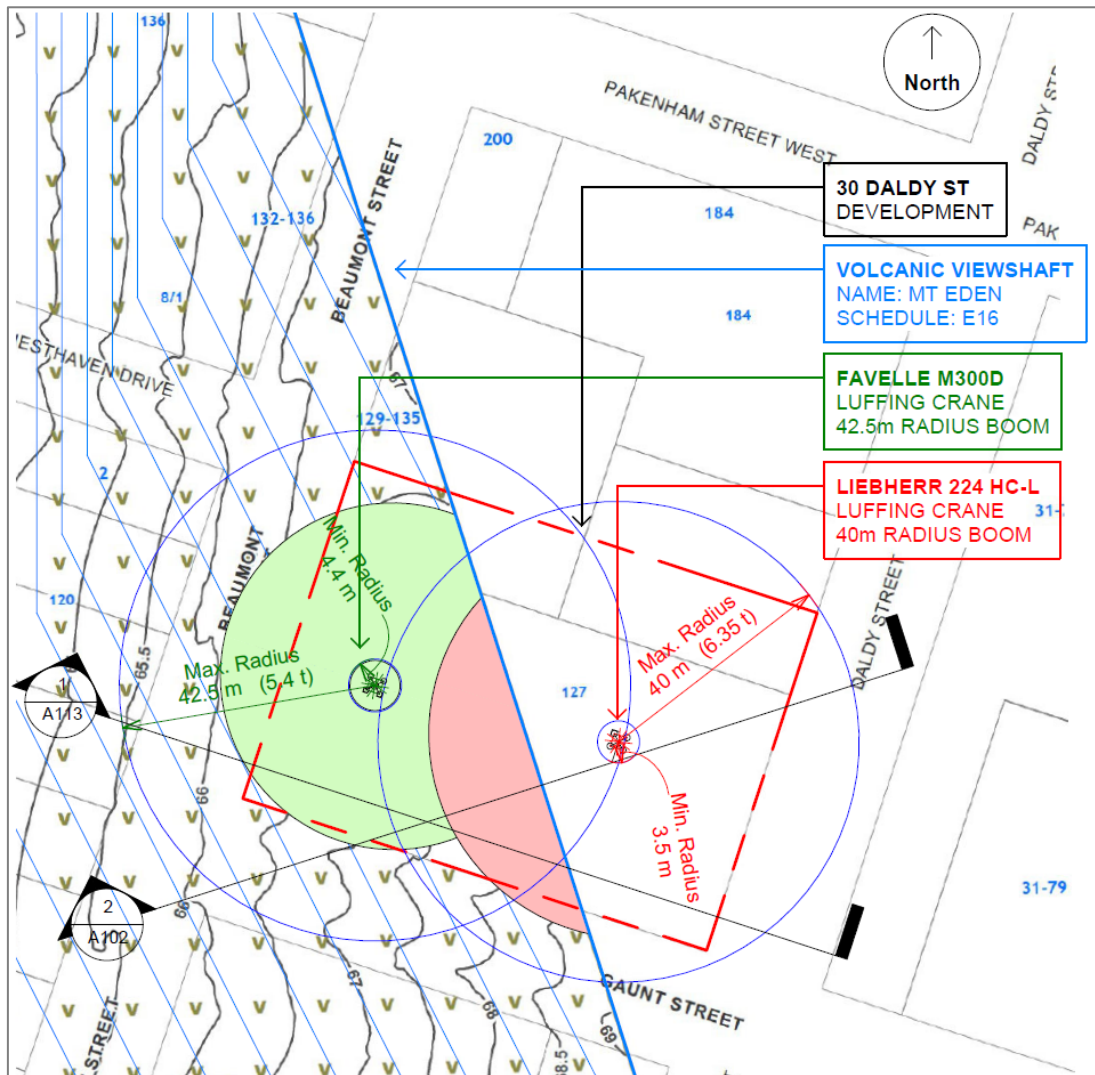 136
North
DALDY STR
PAKENHAM STREET WEST
200
BEAUMONT STREET
30 DALDY ST
DEVELOPMENT
184
PAK
132-136
VOLCANIC VIEWSHAFT
NAME: MT EDEN
SCHEDULE: E16
8/1
184
ESTHAVEN DRIVE
67
FAVELLE M300D
LUFFING CRANE
42.5m RADIUS BOOM
129-135
2
LIEBHERR 224 HC-L
LUFFING CRANE
40m RADIUS BOOM
31-
BEAUMONT
Min. Radius
4.4 m
DALDY STREET
120
65.5
Max. Radius
42.5 m (5.4 t)
Max. Radius
40 m (6.35 t)
127
1
A113
66
Min. Radius
3.5 m
31-79
2
A102
66
67
68
69
GAUNT STREET
68.5
STREET